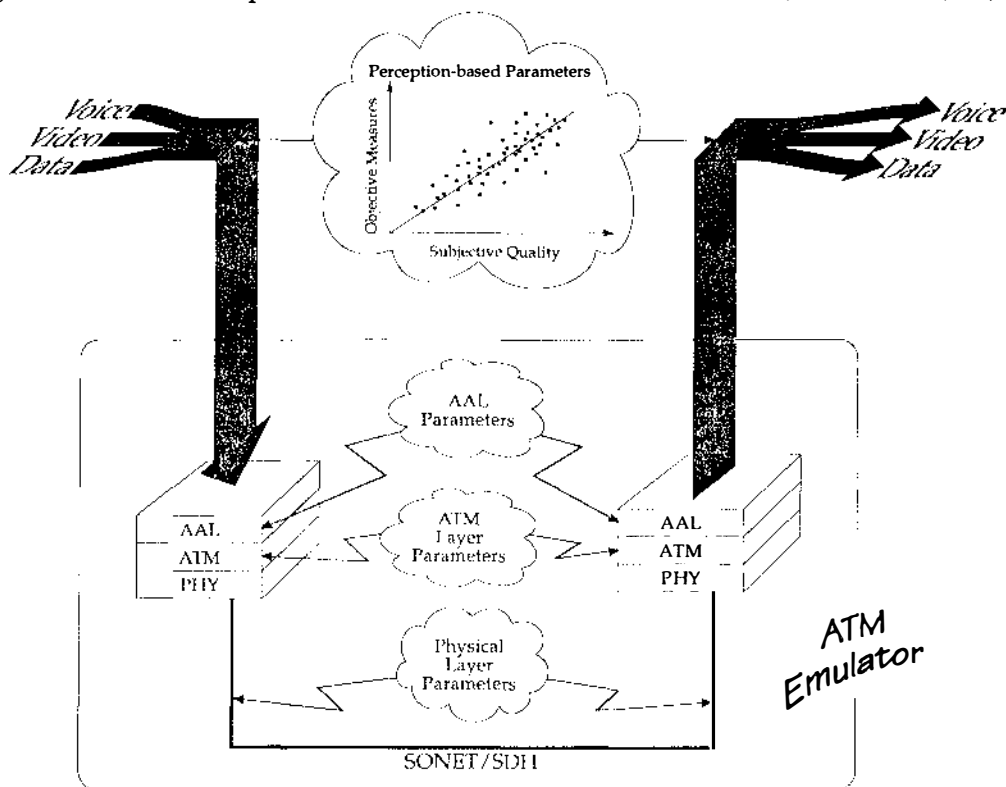 Perception-based Parameters
Objective Measures
Subjective Quality
Voice
Video
Data
Voice
Video
Data
AAL
Parameters
ATM
Layer
Parameters
AAL
ATM
PHY
AAL
ATM
PHY
Physical
Layer
Parameters
ATM
Emulator
SONET/SDH